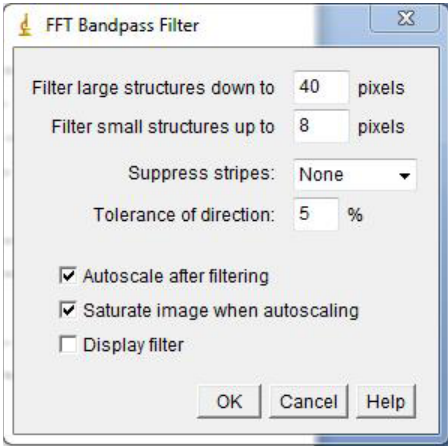 FFT Bandpass Filter
Filter large structures down to 40 pixels
Filter small structures up to 8 pixels
Suppress stripes: None
Tolerance of direction: 5 %
Autoscale after filtering
Saturate image when autoscaling
Display filter
OK Cancel Help